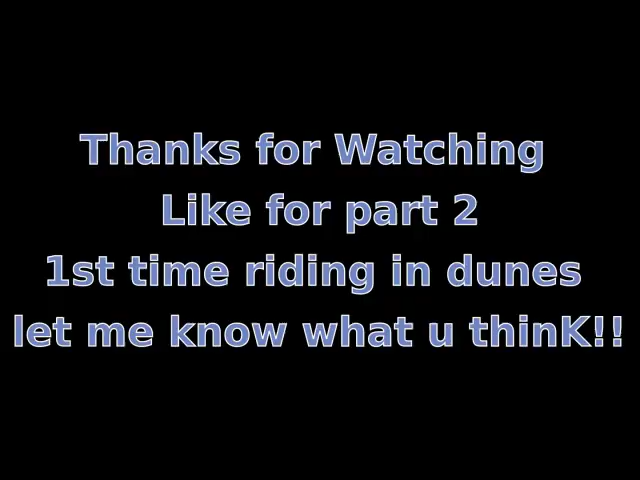 Thanks for Watching
Like for part 2
1st time riding in dunes
let me know what u thinK!!